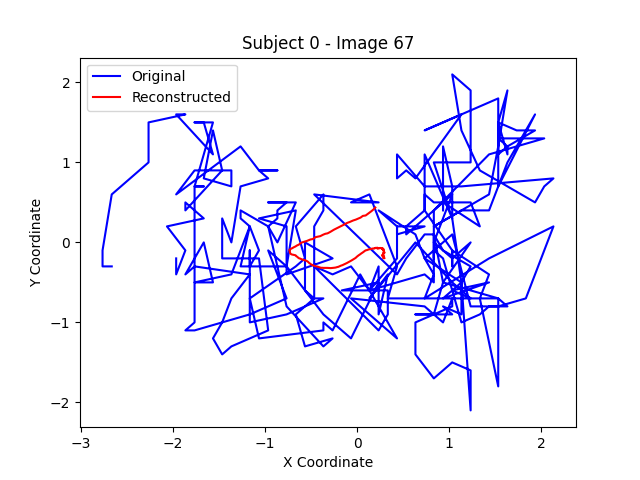 Subject 0 - Image 67
Original
Reconstructed
2
1
0
−1
−2
Y Coordinate
−3 −2 −1 0 1 2
X Coordinate